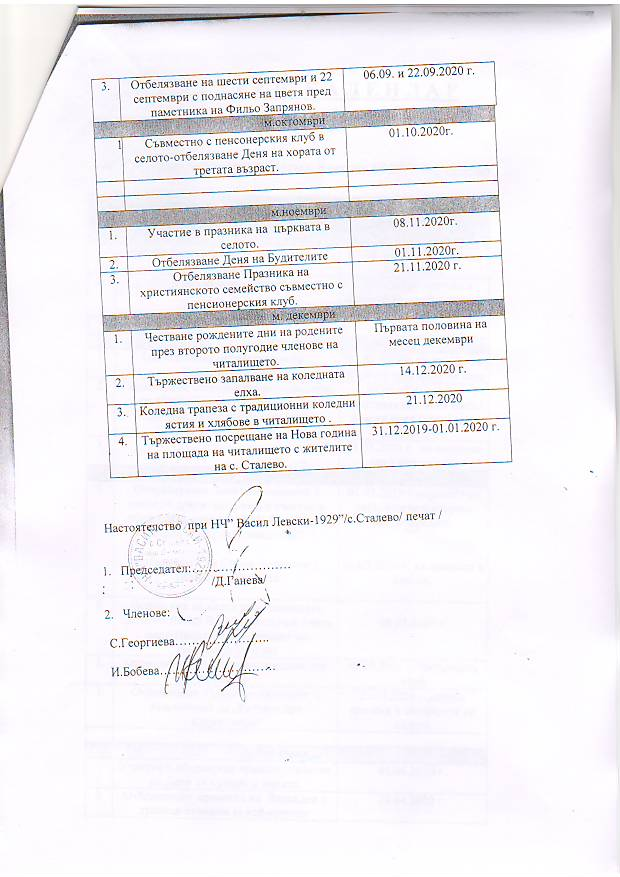 3. Отбелязване на шести септември и 22 06.09. и 22.09.2020 г.
септември с поднасяне на цветя пред
паметника на Фильо Запрянов.
м.октомври
1 Съвместно с пенсонерския клуб в 01.10.2020г.
селото-отбелязване Деня на хората от
третата възраст.
м.ноември
1. Участие в празника на църквата в 08.11.2020г.
селото.
2. Отбелязване Деня на Будителите 01.11.2020г.
3. Отбелязване Празника на 21.11.2020 г.
християнското семейство съвместно с
пенсионерския клуб.
м. декември
1. Честване рождените дни на родените Първата половина на
през второто полугодие членове на месец декември
читалището.
2. Тържествено запалване на коледната 14.12.2020 г.
елха.
3. Коледна трапеза с традиционни коледни 21.12.2020
ястия и хлябове в читалището .
4. Тържествено посрещане на Нова година 31.12.2019-01.01.2020 г.
на площада на читалището с жителите
на с. Сталево.
Настоятелство при НЧ” Васил Левски-1929”/с.Сталево/ печат /
1. Председател:……………………
/Д.Ганева/
2. Членове:
С.Георгиева…………………..
И.Бобева……………………….